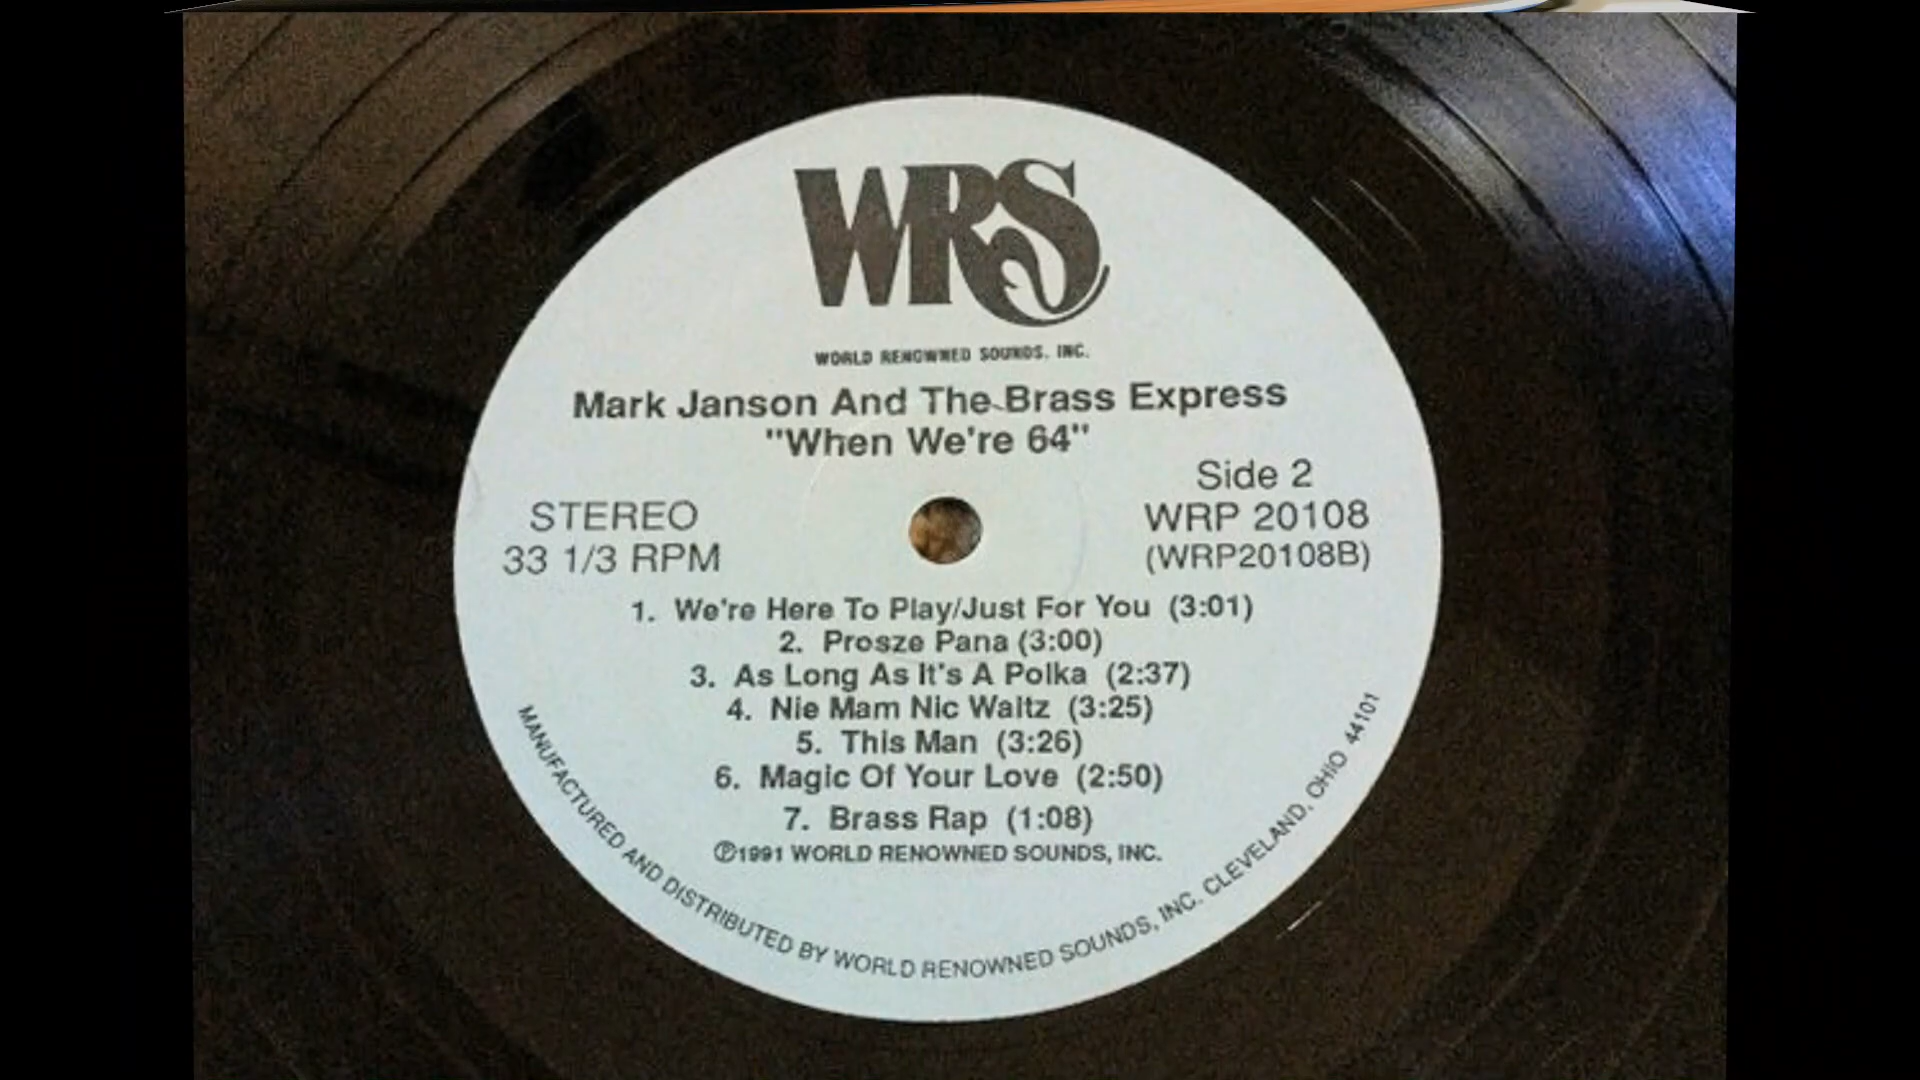 WRS
WORLD RENOWNED SOUNDS, INC.
Mark Janson And The Brass Express
"When We're 64"
Side 2
STEREO
WRP 20108
33 1/3 RPM
(WRP20108B)
1. We're Here To Play/Just For You (3:01)
2. Prosze Pana (3:00)
3. As Long As It's A Polka (2:37)
4. Nie Mam Nic Waltz (3:25)
5. This Man (3:26)
6. Magic Of Your Love (2:50)
7. Brass Rap (1:08)
℗1991 WORLD RENOWNED SOUNDS, INC.
MANUFACTURED AND DISTRIBUTED BY WORLD RENOWNED SOUNDS, INC. CLEVELAND, OHIO 44101